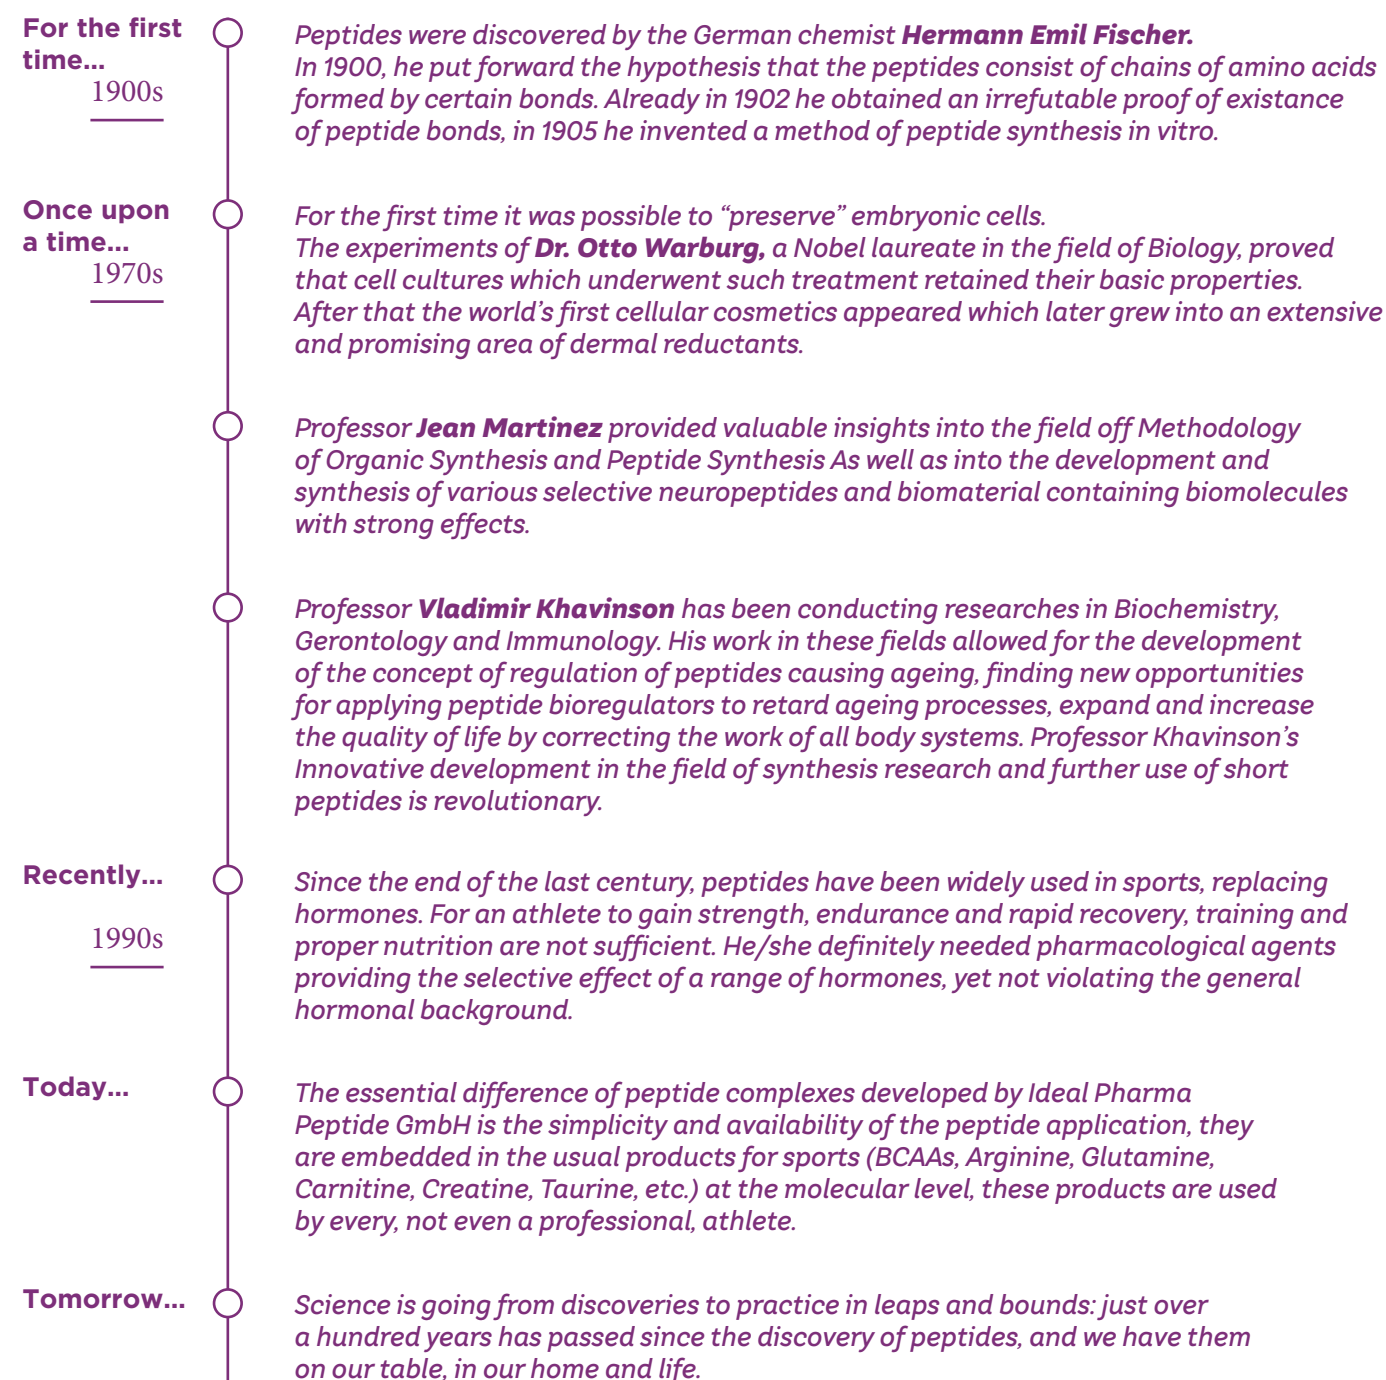 For the first
time...
1900s
Peptides were discovered by the German chemist Hermann Emil Fischer.
In 1900, he put forward the hypothesis that the peptides consist of chains of amino acids
formed by certain bonds. Already in 1902 he obtained an irrefutable proof of existance
of peptide bonds, in 1905 he invented a method of peptide synthesis in vitro.
Once upon
a time...
1970s
For the first time it was possible to “preserve” embryonic cells.
The experiments of Dr. Otto Warburg, a Nobel laureate in the field of Biology, proved
that cell cultures which underwent such treatment retained their basic properties.
After that the world’s first cellular cosmetics appeared which later grew into an extensive
and promising area of dermal reductants.
Professor Jean Martinez provided valuable insights into the field off Methodology
of Organic Synthesis and Peptide Synthesis As well as into the development and
synthesis of various selective neuropeptides and biomaterial containing biomolecules
with strong effects.
Professor Vladimir Khavinson has been conducting researches in Biochemistry,
Gerontology and Immunology. His work in these fields allowed for the development
of the concept of regulation of peptides causing ageing, finding new opportunities
for applying peptide bioregulators to retard ageing processes, expand and increase
the quality of life by correcting the work of all body systems. Professor Khavinson’s
Innovative development in the field of synthesis research and further use of short
peptides is revolutionary.
Recently...
1990s
Since the end of the last century, peptides have been widely used in sports, replacing
hormones. For an athlete to gain strength, endurance and rapid recovery, training and
proper nutrition are not sufficient. He/she definitely needed pharmacological agents
providing the selective effect of a range of hormones, yet not violating the general
hormonal background.
Today...
The essential difference of peptide complexes developed by Ideal Pharma
Peptide GmbH is the simplicity and availability of the peptide application, they
are embedded in the usual products for sports (BCAAs, Arginine, Glutamine,
Carnitine, Creatine, Taurine, etc.) at the molecular level, these products are used
by every, not even a professional, athlete.
Tomorrow...
Science is going from discoveries to practice in leaps and bounds: just over
a hundred years has passed since the discovery of peptides, and we have them
on our table, in our home and life.